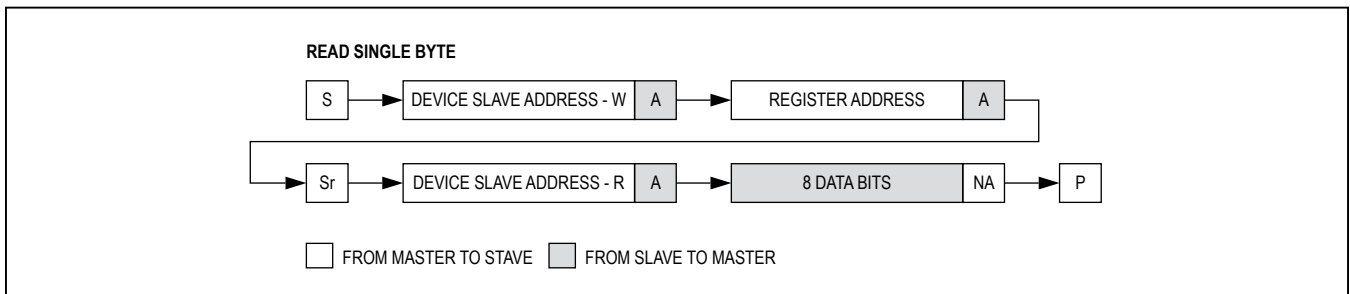 READ SINGLE BYTE
S DEVICE SLAVE ADDRESS - W A REGISTER ADDRESS A
Sr DEVICE SLAVE ADDRESS - R A 8 DATA BITS NA P
FROM MASTER TO STAVE FROM SLAVE TO MASTER